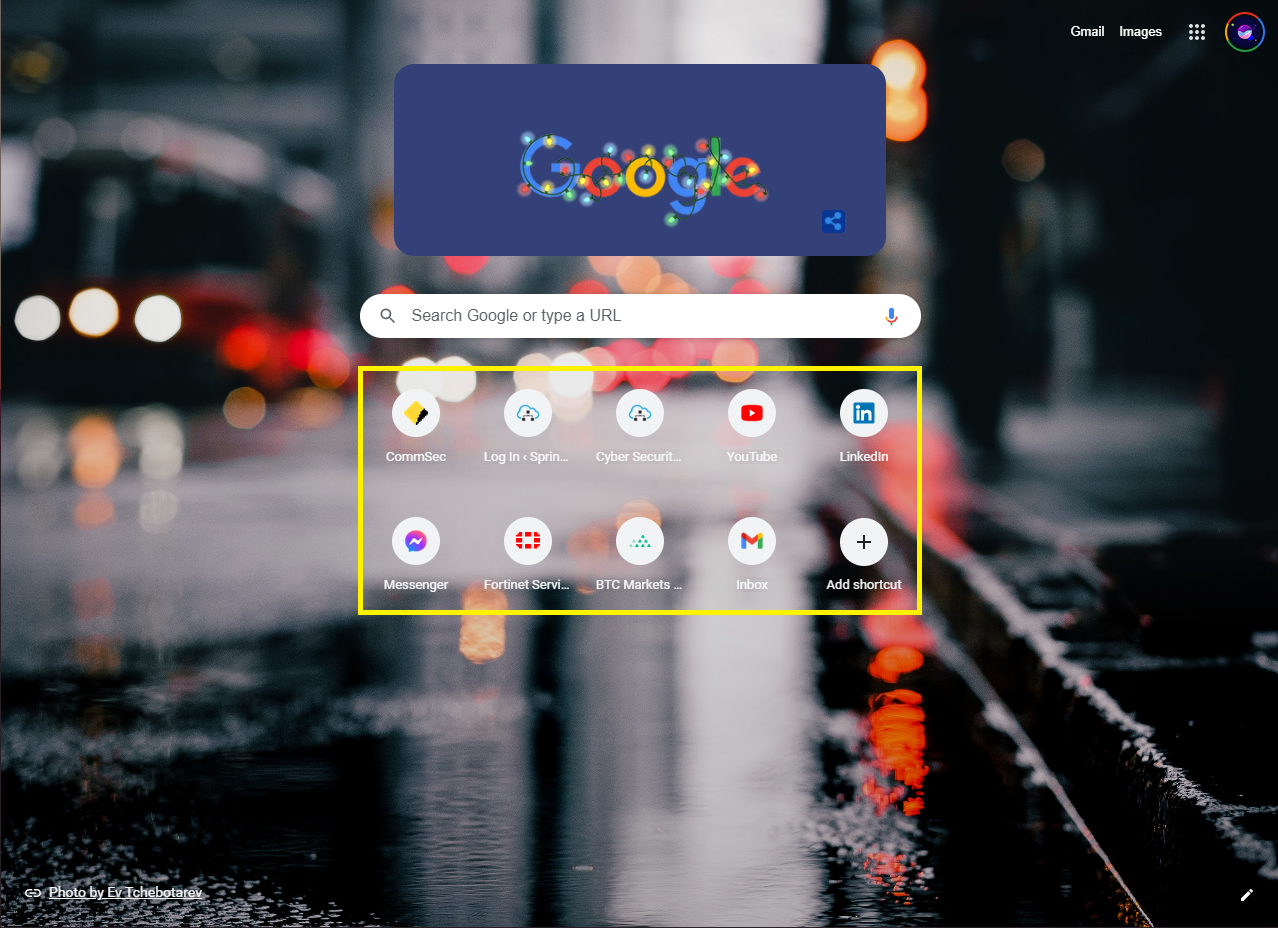 Gmail Images
Google
Search Google or type a URL
CommSec
Log In ‹ Sprin...
Cyber Securit...
YouTube
LinkedIn
Messenger
Fortinet Servi...
BTC Markets ...
Inbox
Add shortcut
Photo by Ev Tchebotarev